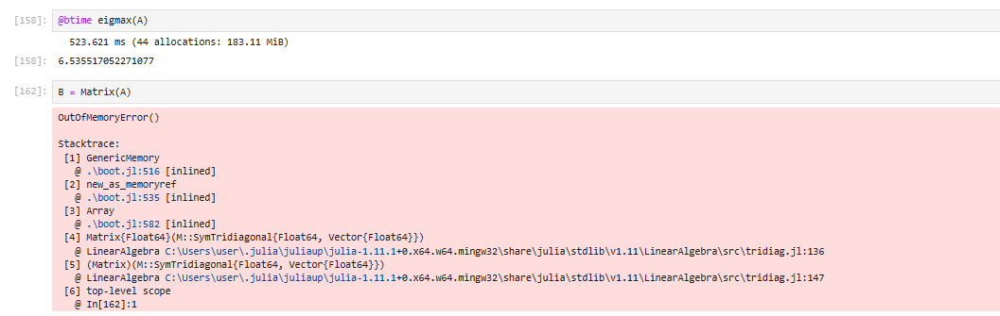 [158]: @btime eigmax(A)
523.621 ms (44 allocations: 183.11 MiB)
[158]: 6.535517052271077
[162]: B = Matrix(A)
OutOfMemoryError()
Stacktrace:
[1] GenericMemory
@ .\boot.jl:516 [inlined]
[2] new_as_memoryref
@ .\boot.jl:535 [inlined]
[3] Array
@ .\boot.jl:582 [inlined]
[4] Matrix{Float64}(M::SymTridiagonal{Float64, Vector{Float64}})
@ LinearAlgebra C:\Users\user\.julia\juliaup\julia-1.11.1+0.x64.w64.mingw32\share\julia\stdlib\v1.11\LinearAlgebra\src\tridiag.jl:136
[5] (Matrix)(M::SymTridiagonal{Float64, Vector{Float64}})
@ LinearAlgebra C:\Users\user\.julia\juliaup\julia-1.11.1+0.x64.w64.mingw32\share\julia\stdlib\v1.11\LinearAlgebra\src\tridiag.jl:147
[6] top-level scope
@ In[162]:1